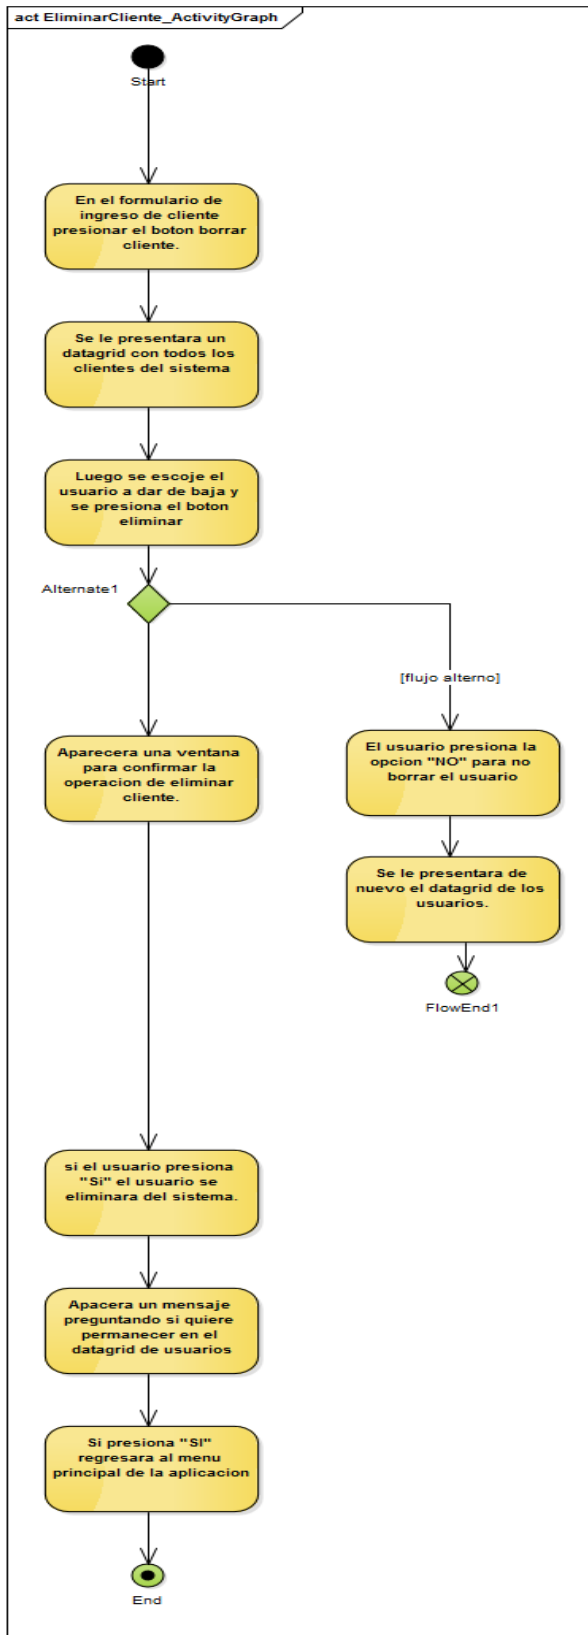 act EliminarCliente_ActivityGraph
Start
En el formulario de
ingreso de cliente
presionar el boton borrar
cliente.
Se le presentara un
datagrid con todos los
clientes del sistema
Luego se escoje el
usuario a dar de baja y
se presiona el boton
eliminar
Alternate1
[flujo alterno]
Aparecera una ventana
para confirmar la
operacion de eliminar
cliente.
El usuario presiona la
opcion "NO" para no
borrar el usuario
Se le presentara de
nuevo el datagrid de los
usuarios.
FlowEnd1
si el usuario presiona
"Si" el usuario se
eliminara del sistema.
Apacera un mensaje
preguntando si quiere
permanecer en el
datagrid de usuarios
Si presiona "SI"
regresara al menu
principal de la aplicacion
End